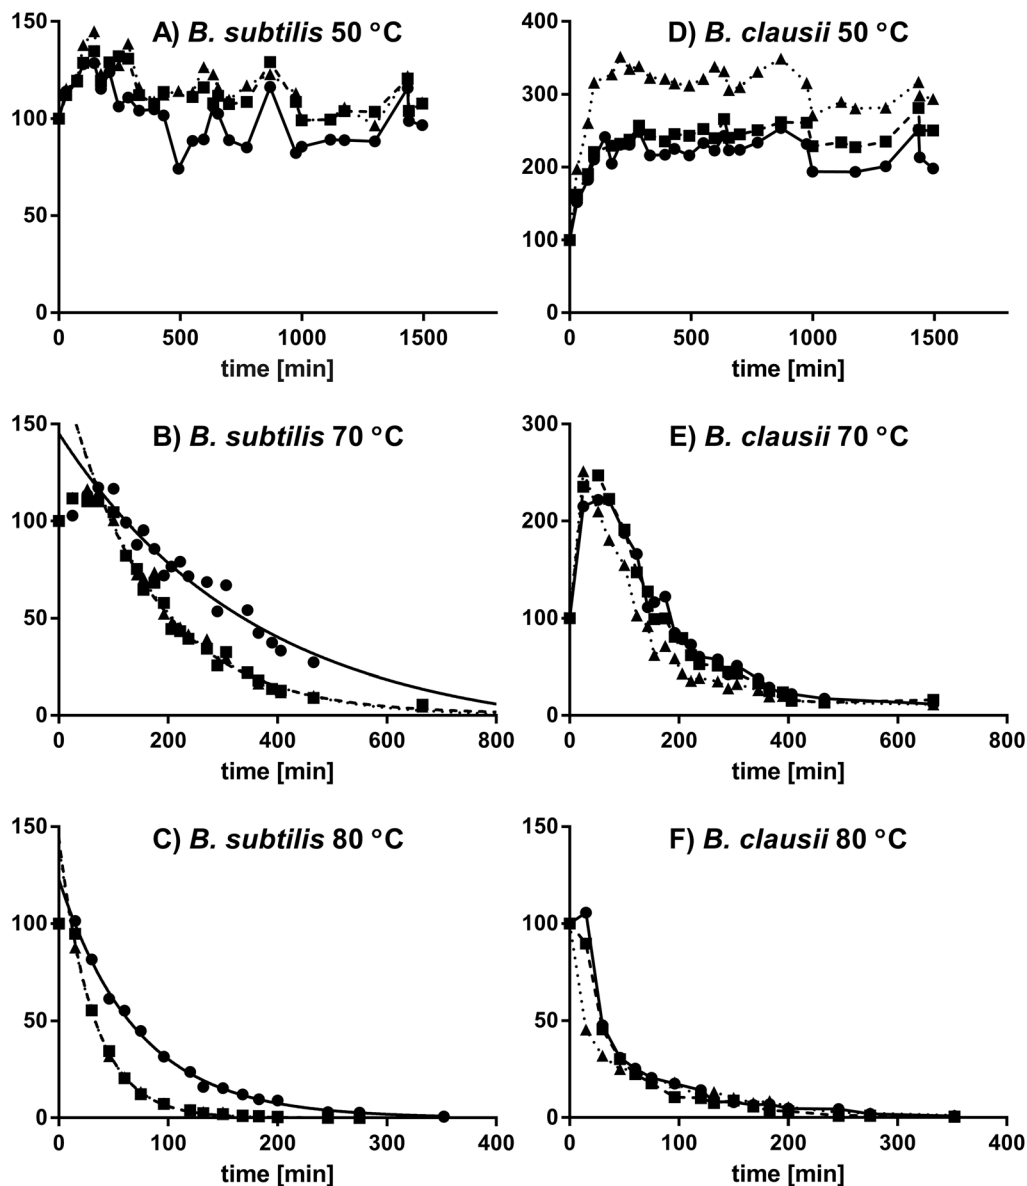 A) B. subtilis 50 °C
150
100
50
0
0 500 1000 1500
time [min]
D) B. clausii 50 °C
400
300
200
100
0
0 500 1000 1500
time [min]
B) B. subtilis 70 °C
150
100
50
0
0 200 400 600 800
time [min]
E) B. clausii 70 °C
300
200
100
0
0 200 400 600 800
time [min]
C) B. subtilis 80 °C
150
100
50
0
0 100 200 300 400
time [min]
F) B. clausii 80 °C
150
100
50
0
0 100 200 300 400
time [min]